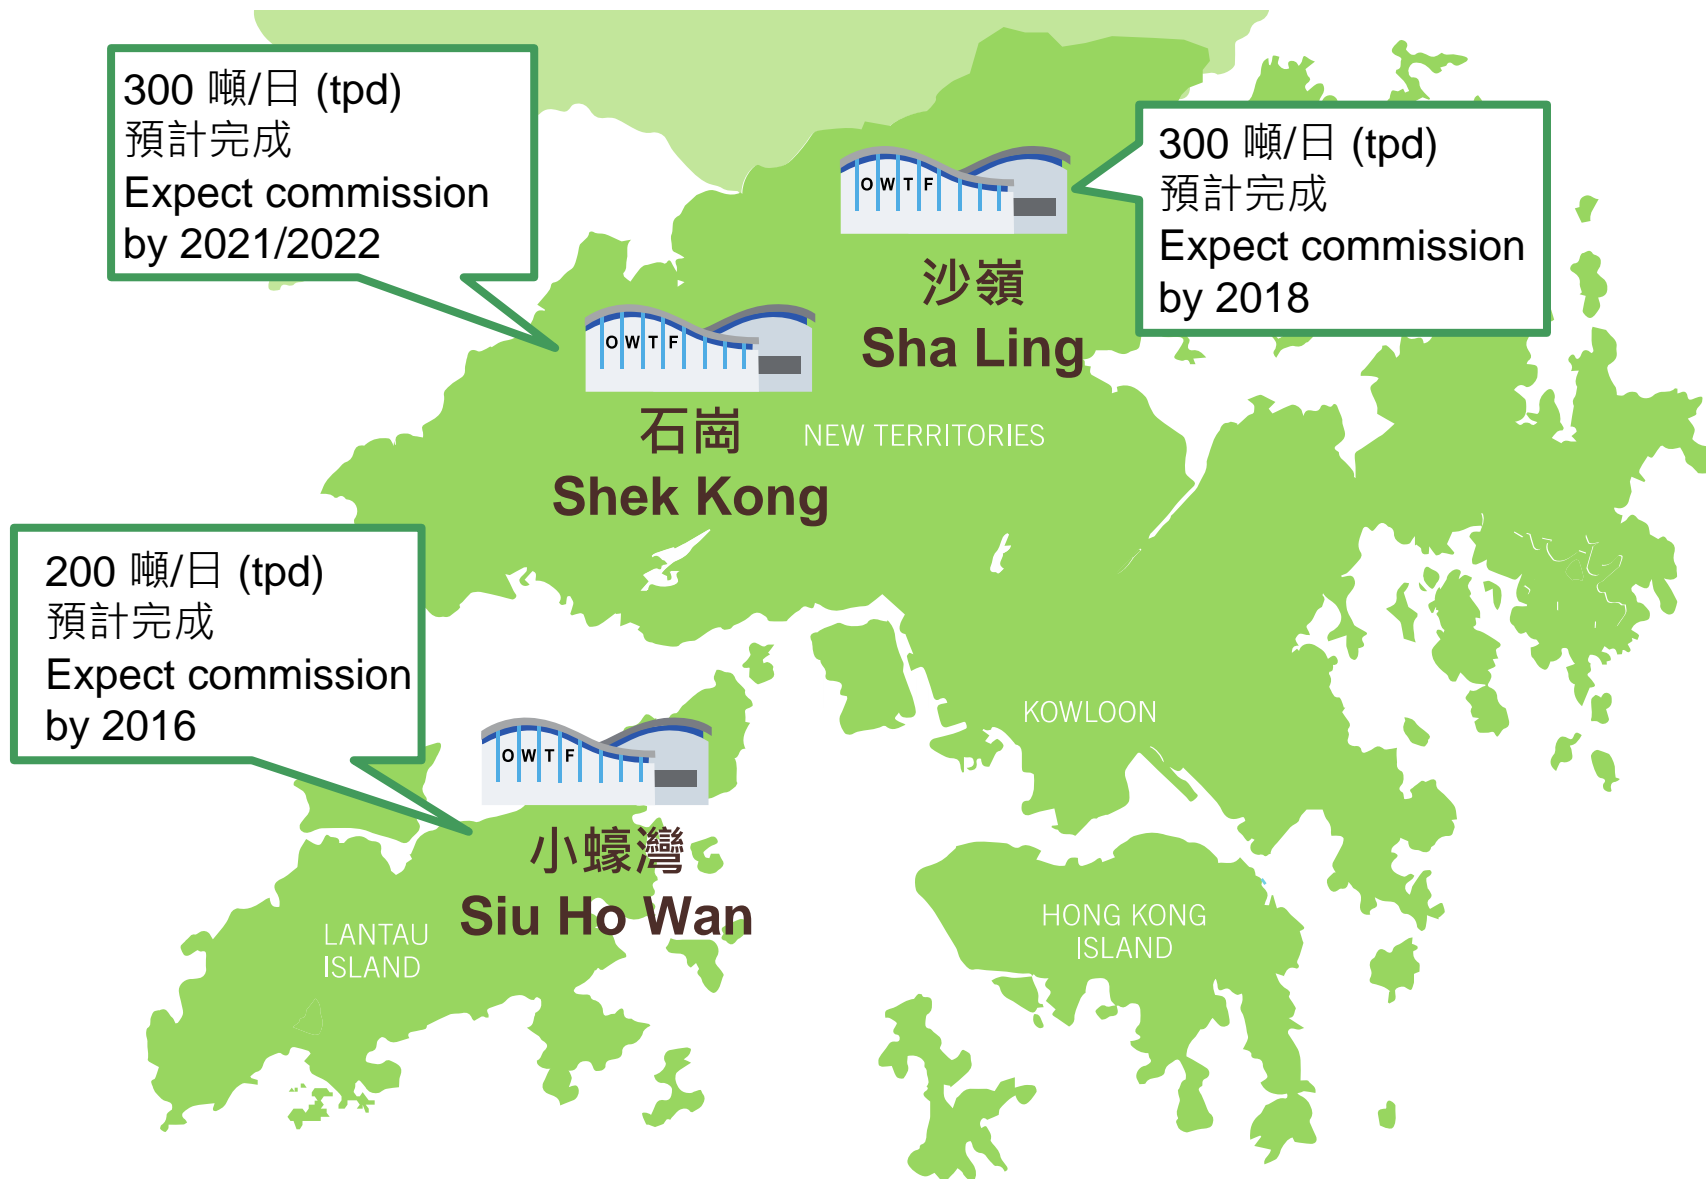 300 噸/日 (tpd)
預計完成
Expect commission
by 2021/2022
300 噸/日 (tpd)
預計完成
Expect commission
by 2018
OWTF
沙嶺
Sha Ling
OWTF
石崗
Shek Kong
NEW TERRITORIES
200 噸/日 (tpd)
預計完成
Expect commission
by 2016
KOWLOON
OWTF
小蠔灣
Siu Ho Wan
LANTAU
ISLAND
HONG KONG
ISLAND